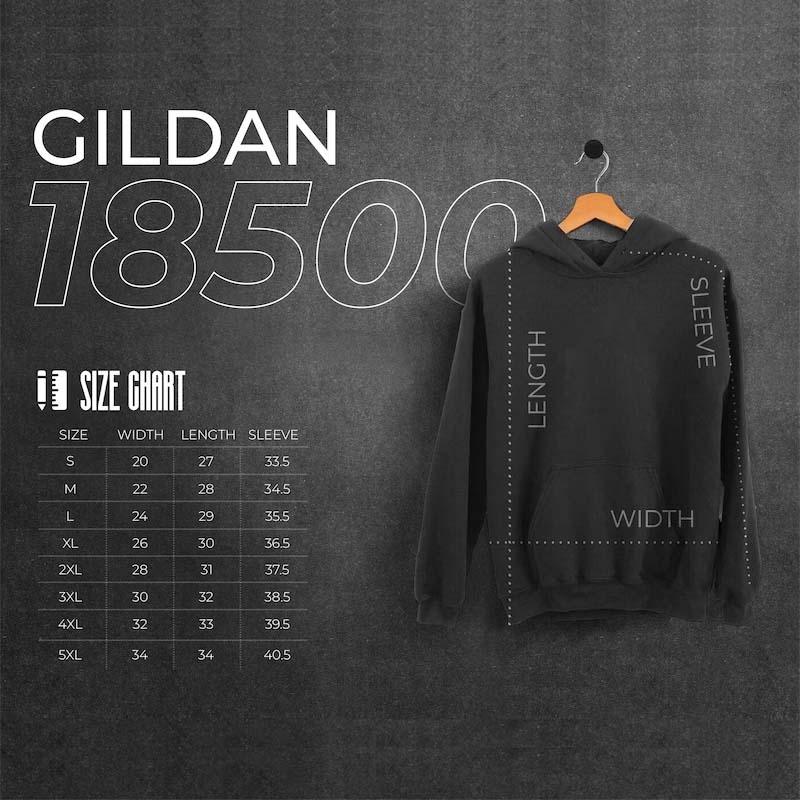 GILDAN
18500
SIZE CHART
SIZE WIDTH LENGTH SLEEVE
S 20 27 33.5
M 22 28 34.5
L 24 29 35.5
XL 26 30 36.5
2XL 28 31 37.5
3XL 30 32 38.5
4XL 32 33 39.5
5XL 34 34 40.5
LENGTH
SLEEVE
WIDTH